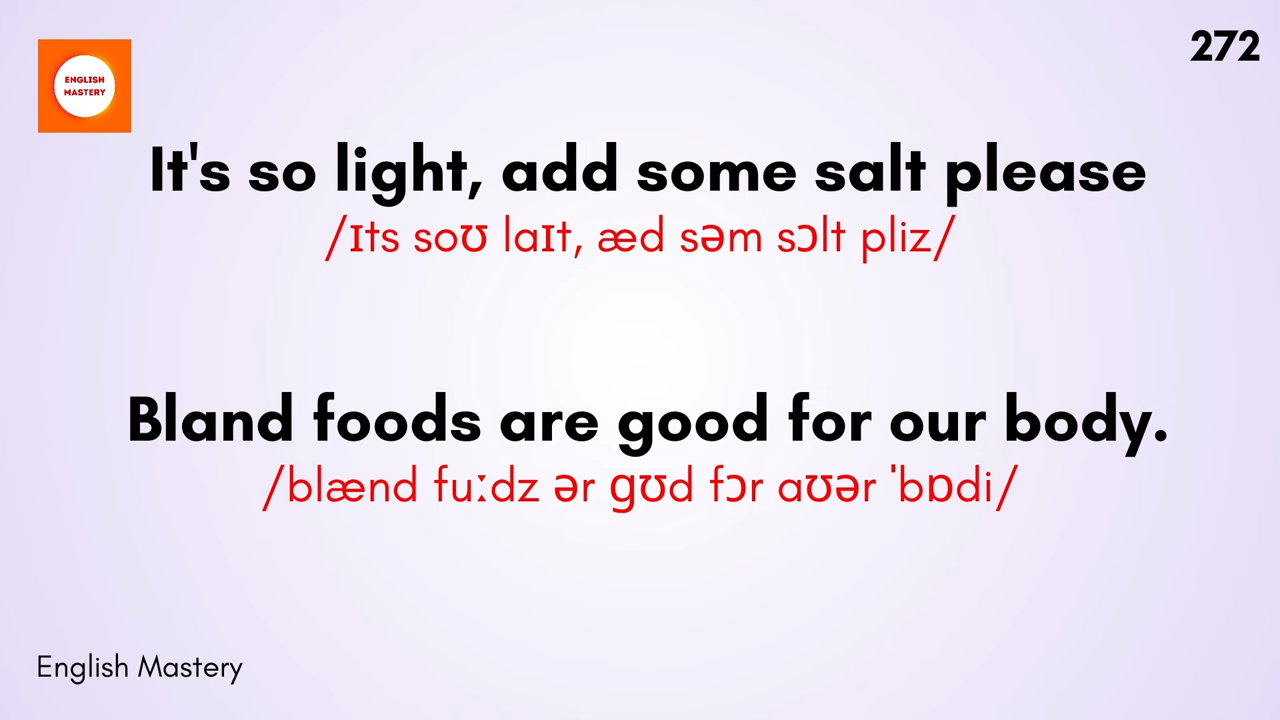 272
ENGLISH
MASTERY
It's so light, add some salt please
/ɪts soʊ laɪt, æd səm sɔlt pliz/
Bland foods are good for our body.
/blænd fuːdz ər ɡʊd fɔr aʊər ˈbɒdi/
English Mastery